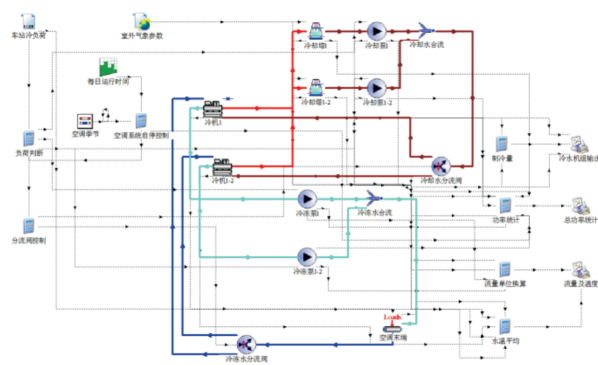 车站冷负荷
室外气象参数
冷却塔1
冷却泵1
冷却水合流
每日运行时间
冷却塔1-2
冷却泵1-2
空调季节
空调系统启停控制
冷机1
负荷判断
制冷量
冷水机组输出
冷机1-2
冷却水分流阀
冷冻泵1
冷冻水合流
功率统计
总功率统计
分流阀控制
冷冻泵1-2
流量单位换算
流量及温度
Loads
空调末端
水温平均
冷冻水分流阀